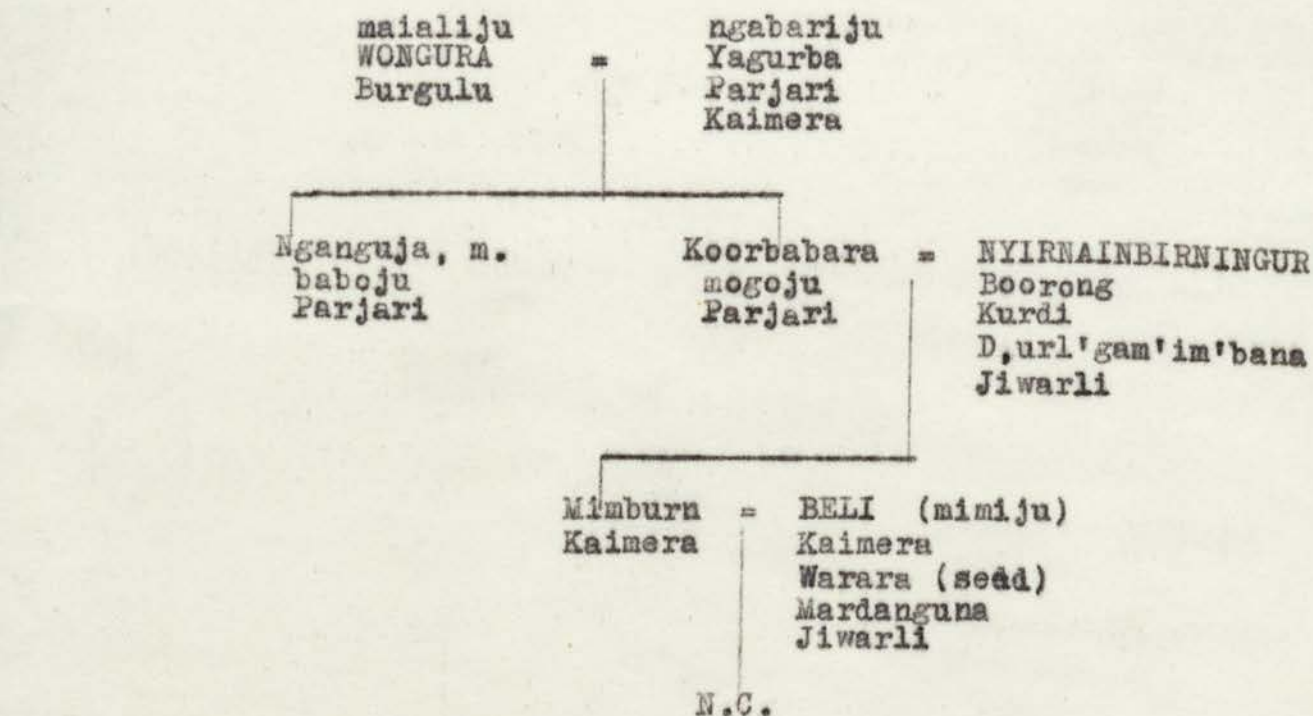 maialiju
WONGURA =
Burgulu
ngabariju
Yagurba
Parjari
Kaimera
Nganguja, m.
baboju
Parjari
Koorbabara =
mogoju
Parjari
NYIRNAINBIRNINGUR
Boorong
Kurdi
D,url'gam'im'bana
Jiwarli
Mimburn =
Kaimera
BELI (mimiju)
Kaimera
Warara (sedd)
Mardanguna
Jiwarli
N.C.